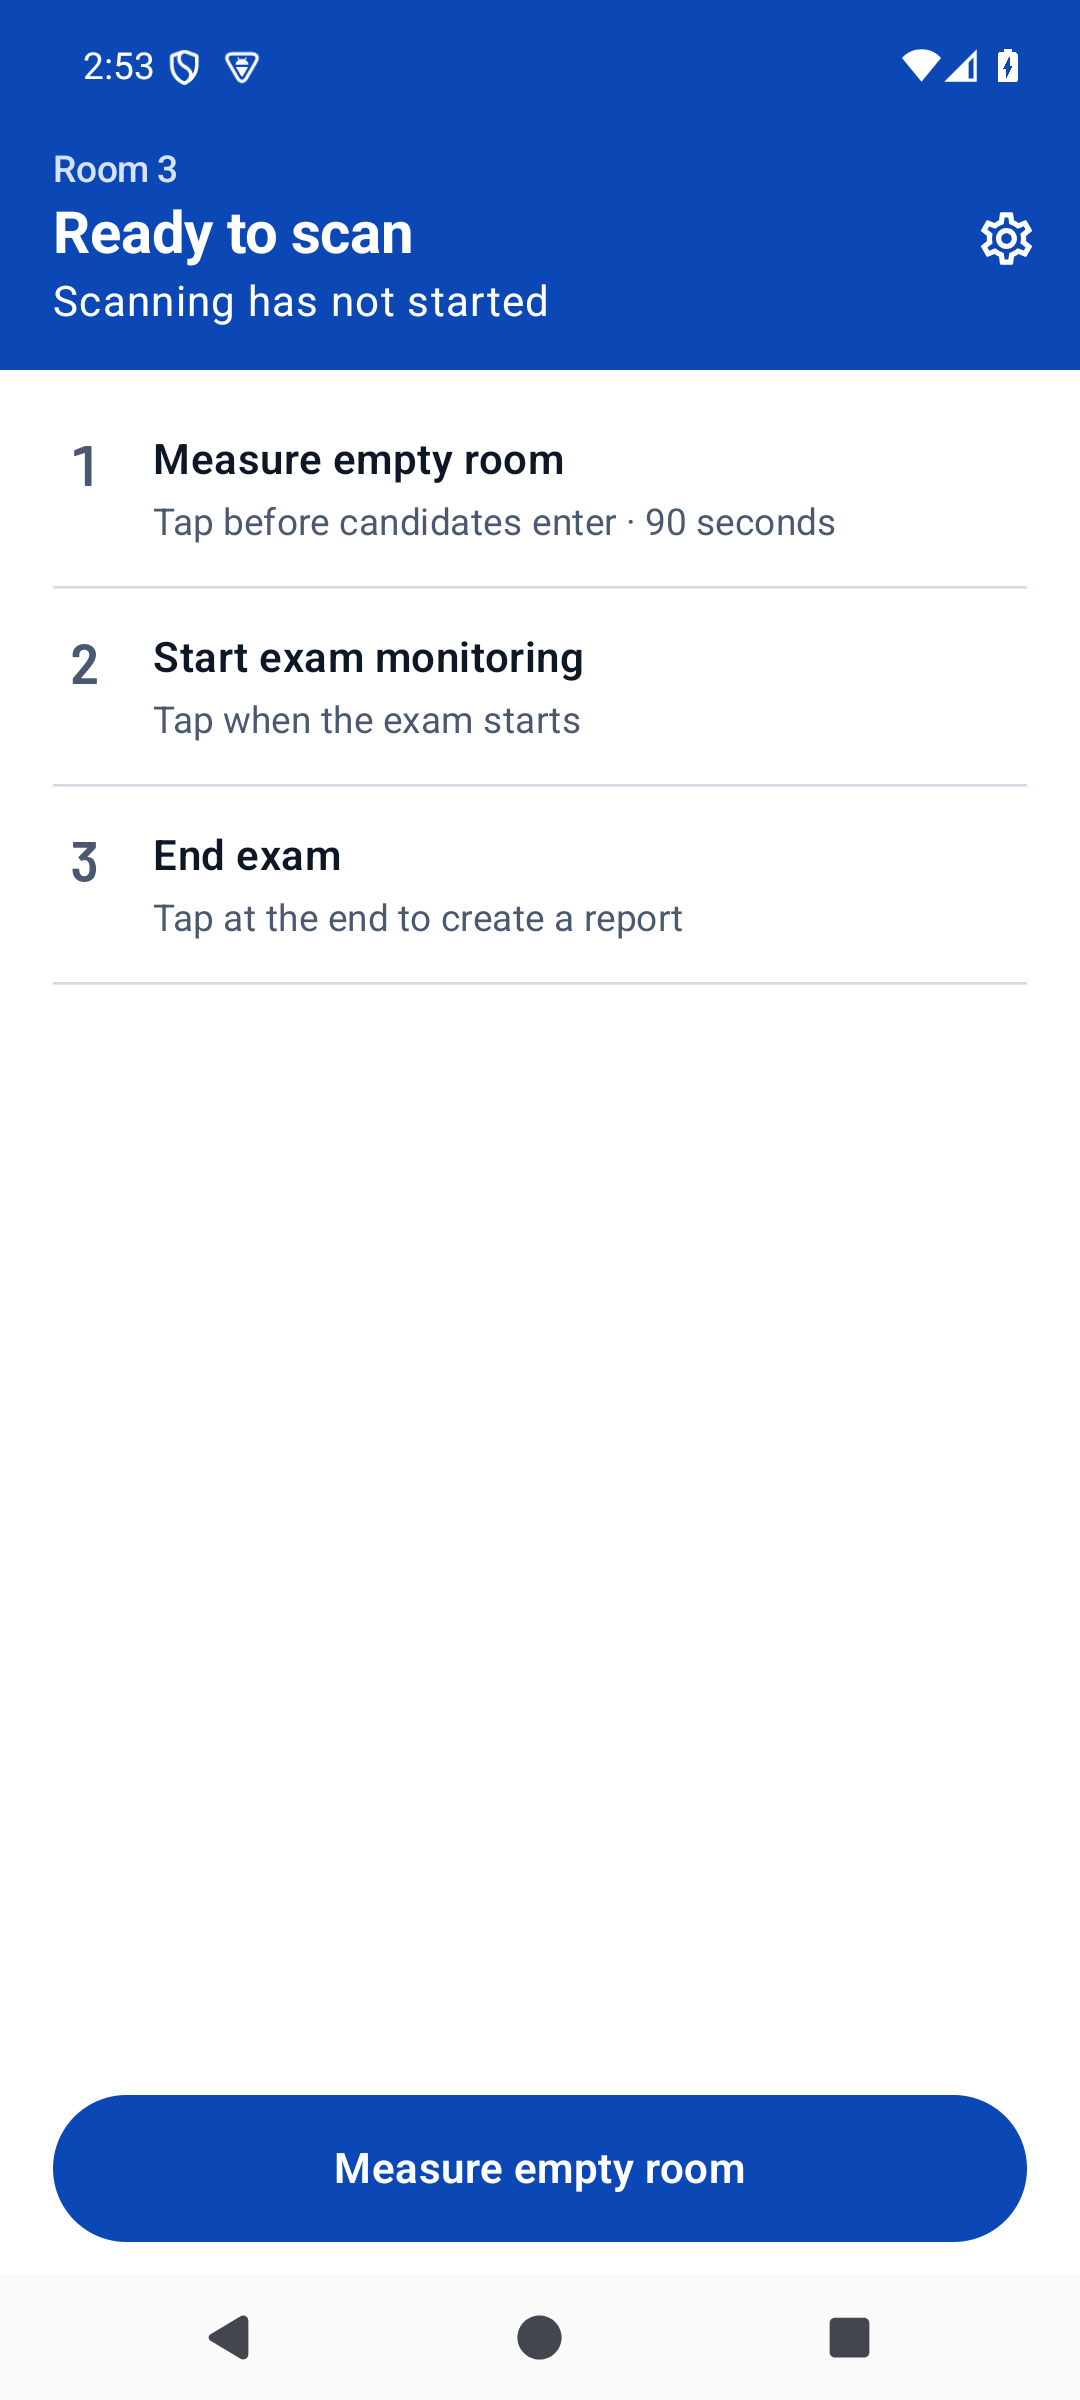 2:53
Room 3
Ready to scan
Scanning has not started
1
Measure empty room
Tap before candidates enter · 90 seconds
2
Start exam monitoring
Tap when the exam starts
3
End exam
Tap at the end to create a report
Measure empty room